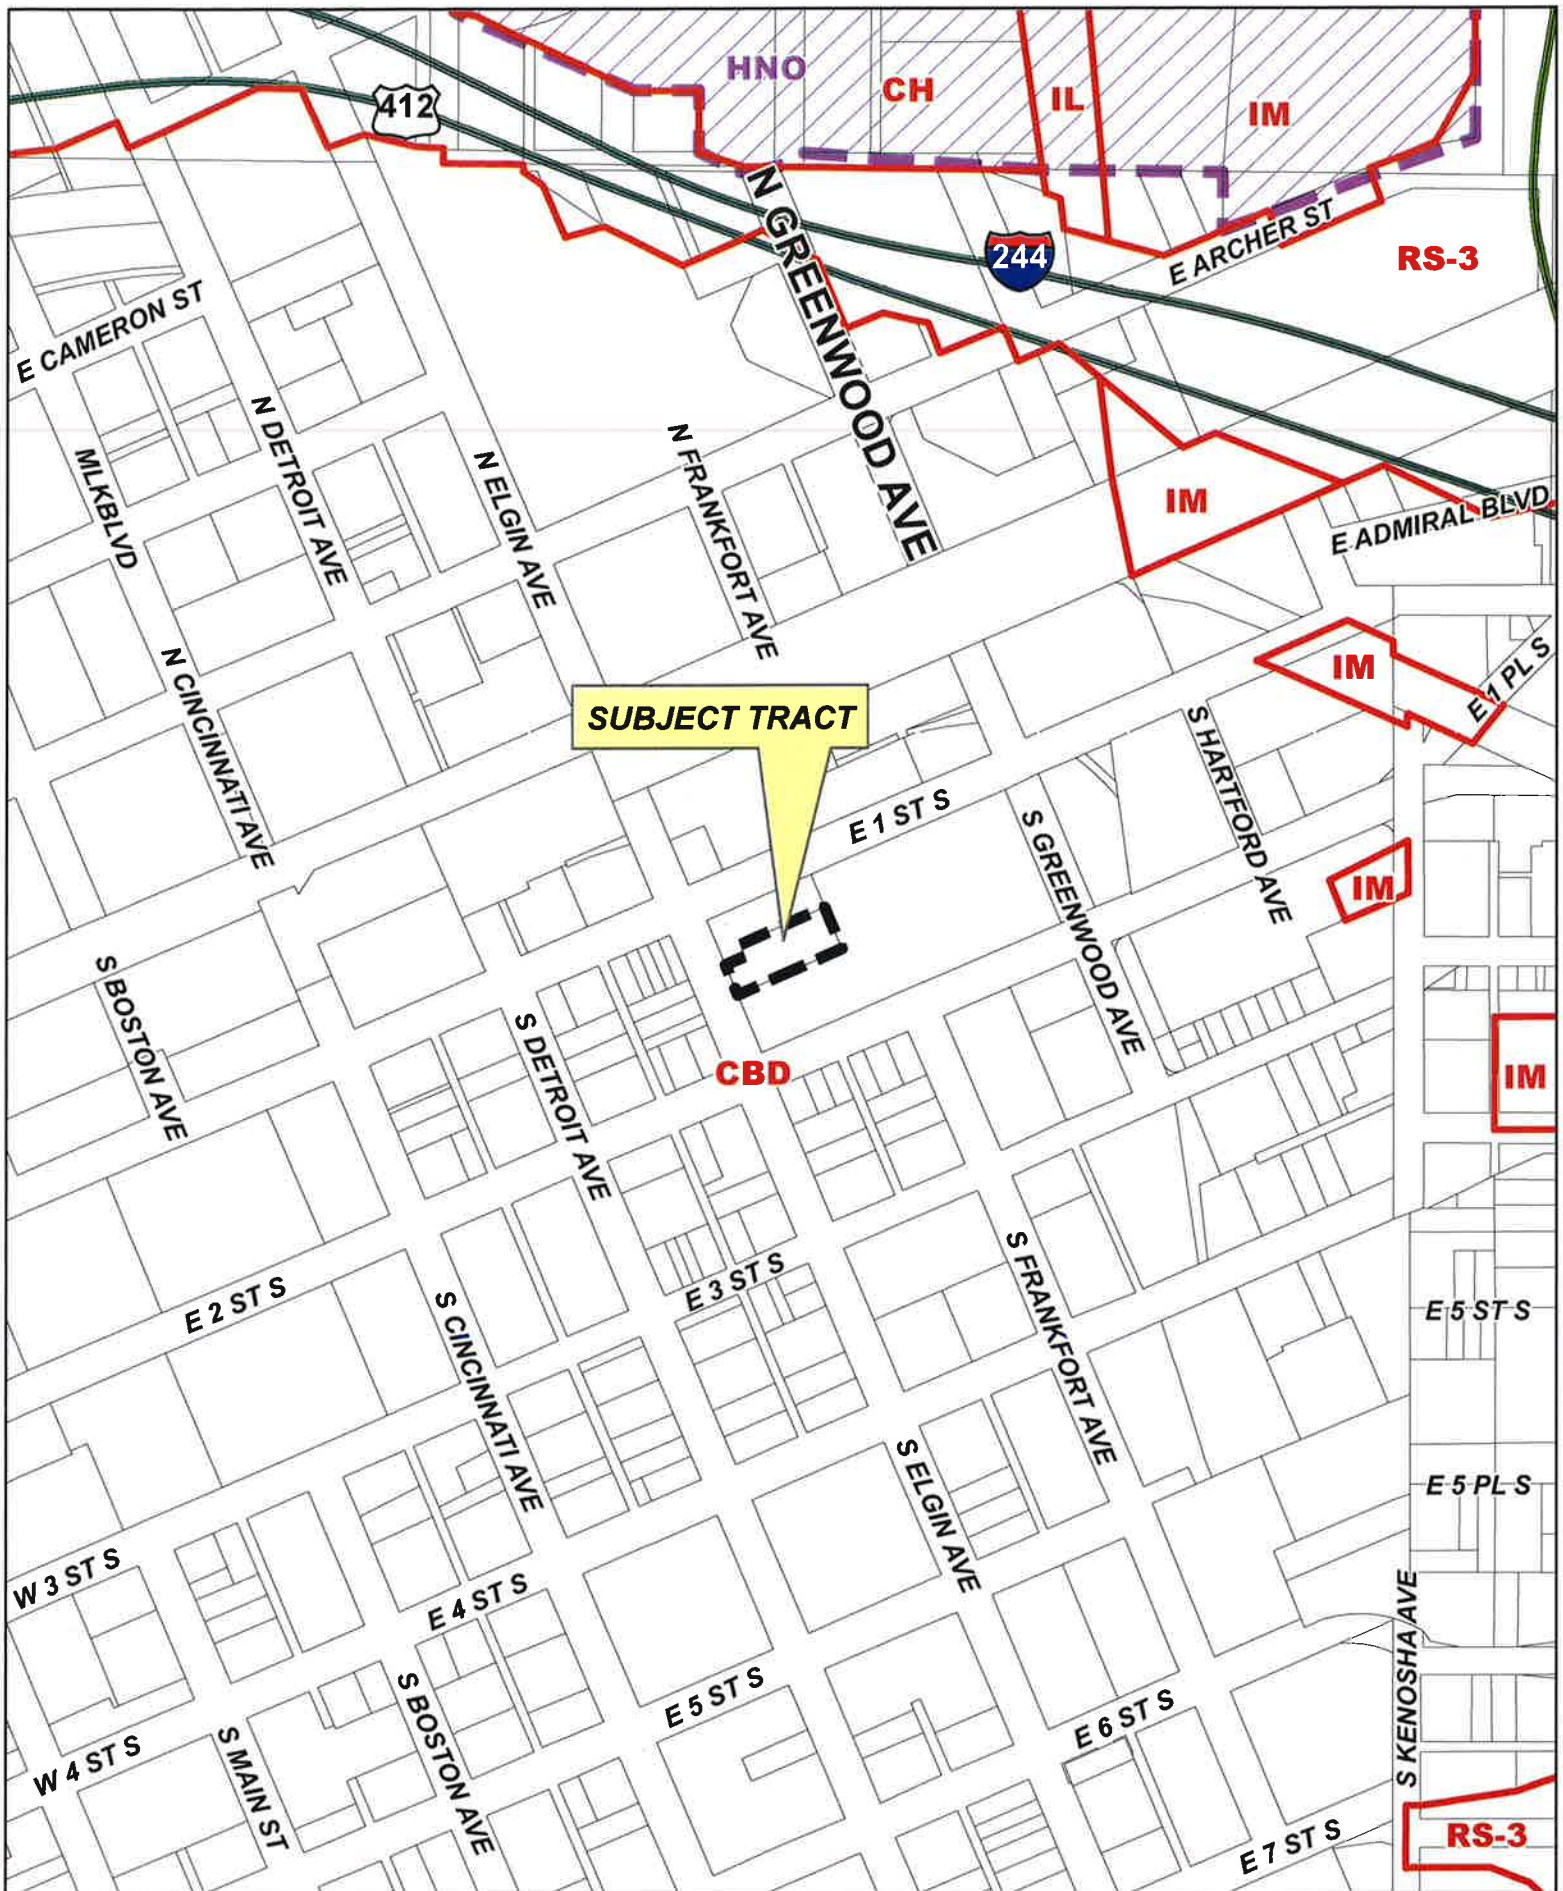 HNO
CH
IL
IM
412
N GREENWOOD AVE
244
E ARCHER ST
RS-3
E CAMERON ST
N DETROIT AVE
MLKBLVD
N ELGIN AVE
N FRANKFORT AVE
IM
E ADMIRAL BLVD
N CINCINNATI AVE
IM
E 1 PL S
SUBJECT TRACT
S HARTFORD AVE
E 1 ST S
S GREENWOOD AVE
IM
S BOSTON AVE
S DETROIT AVE
CBD
IM
E 2 ST S
E 3 ST S
S FRANKFORT AVE
S CINCINNATI AVE
E 5 ST S
S ELGIN AVE
E 5 PL S
W 3 ST S
E 4 ST S
S KENOSHA AVE
S BOSTON AVE
E 5 ST S
E 6 ST S
W 4 ST S
S MAIN ST
E 7 ST S
RS-3